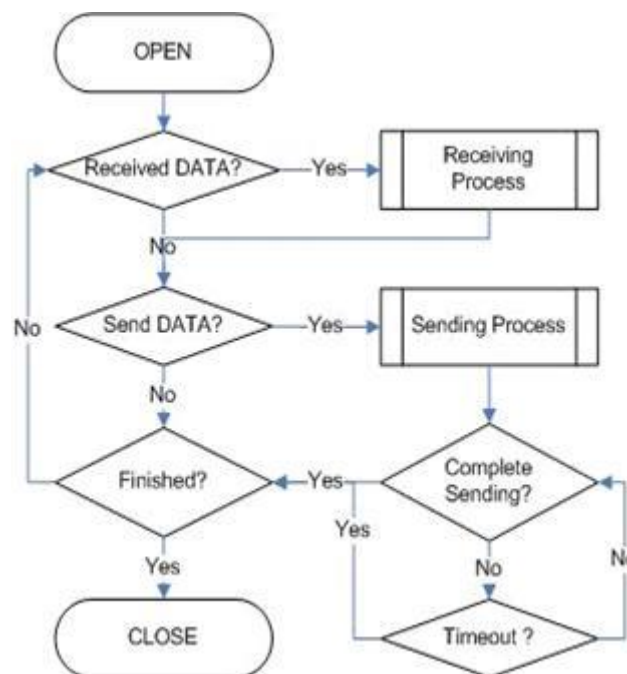 OPEN
Received DATA?
Yes
Receiving
Process
No
Send DATA?
Yes
Sending Process
No
No
Finished?
Yes
Complete
Sending?
Yes
No
No
Yes
CLOSE
Timeout ?